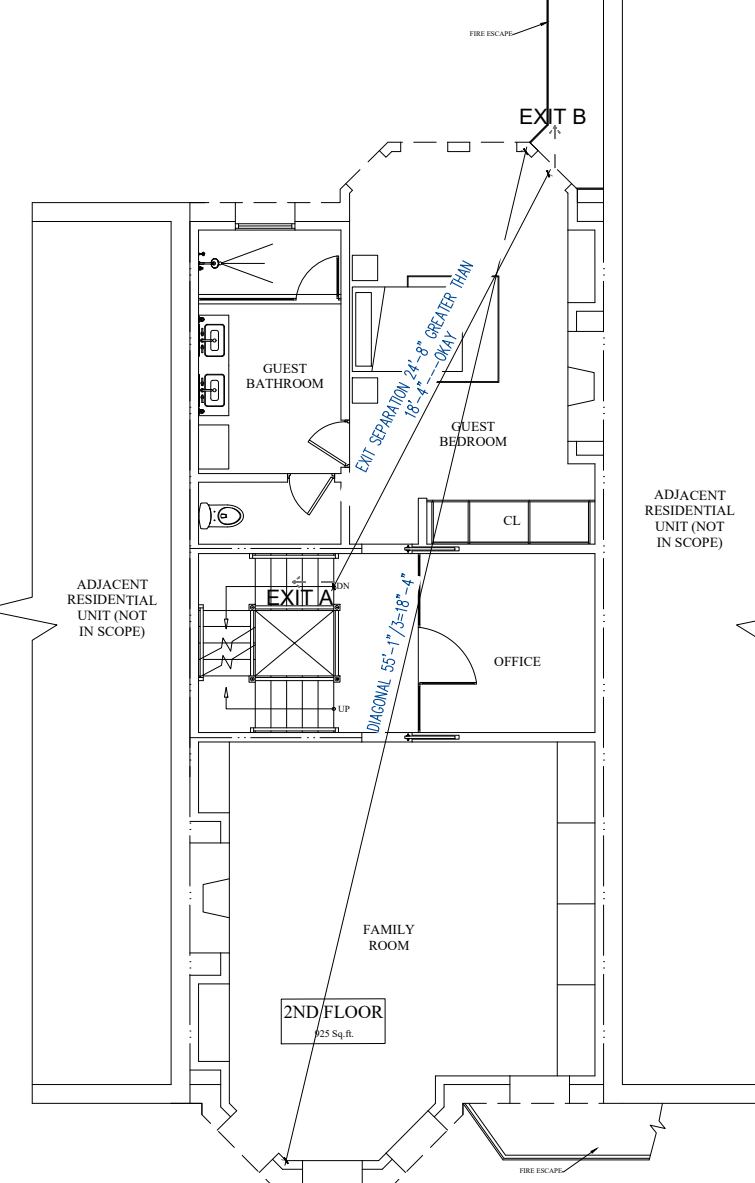 FIRE ESCAPE
EXIT B
EXIT SEPARATION 24'-8" GREATER THAN
18'-4"---OKAY
GUEST
BATHROOM
GUEST
BEDROOM
CL
ADJACENT
RESIDENTIAL
UNIT (NOT
IN SCOPE)
ADJACENT
RESIDENTIAL
UNIT (NOT
IN SCOPE)
DN
EXIT A
DIAGONAL 55'-1"/3=18"-4"
OFFICE
UP
FAMILY
ROOM
2ND FLOOR
925 Sq.ft.
FIRE ESCAPE